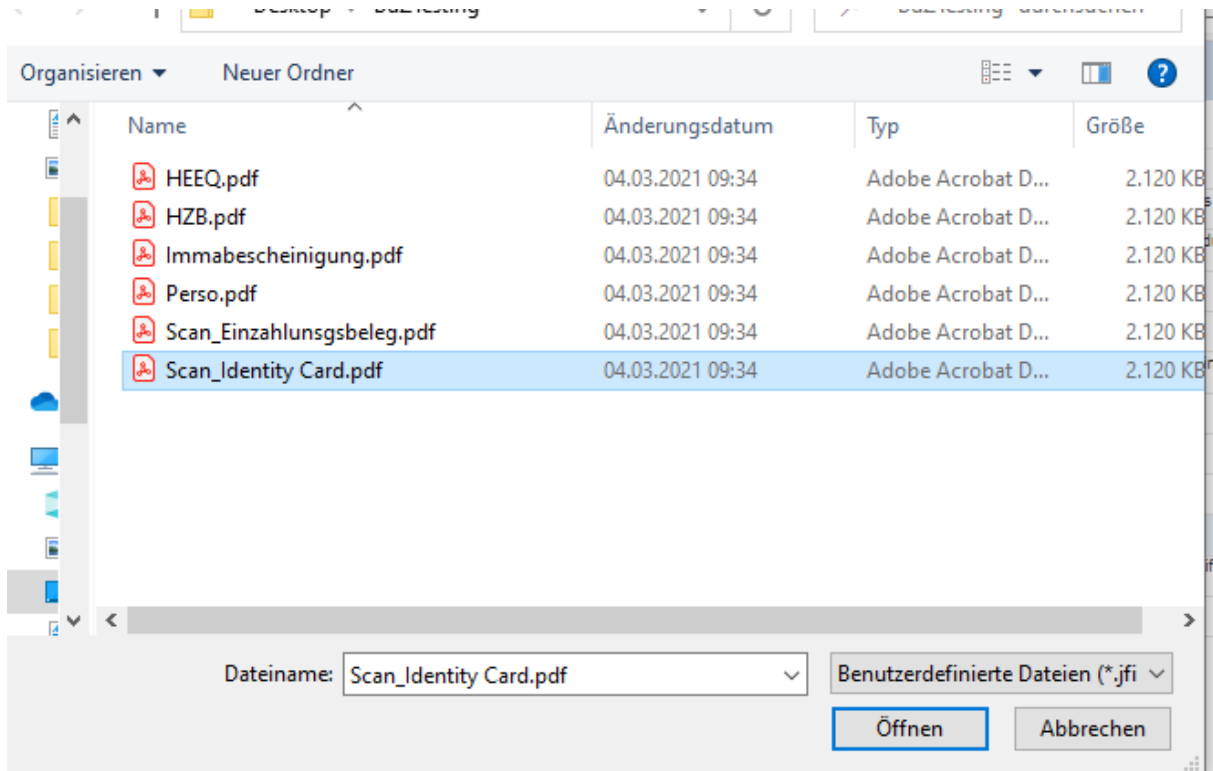 Desktop
Organisieren Neuer Ordner
Name Änderungsdatum Typ Größe
HEEQ.pdf 04.03.2021 09:34 Adobe Acrobat D... 2.120 KB
HZB.pdf 04.03.2021 09:34 Adobe Acrobat D... 2.120 KB
Immabescheinigung.pdf 04.03.2021 09:34 Adobe Acrobat D... 2.120 KB
Perso.pdf 04.03.2021 09:34 Adobe Acrobat D... 2.120 KB
Scan_Einzahlunsgsbeleg.pdf 04.03.2021 09:34 Adobe Acrobat D... 2.120 KB
Scan_Identity Card.pdf 04.03.2021 09:34 Adobe Acrobat D... 2.120 KB
Dateiname: Scan_Identity Card.pdf Benutzerdefinierte Dateien (*.jfi
Öffnen Abbrechen